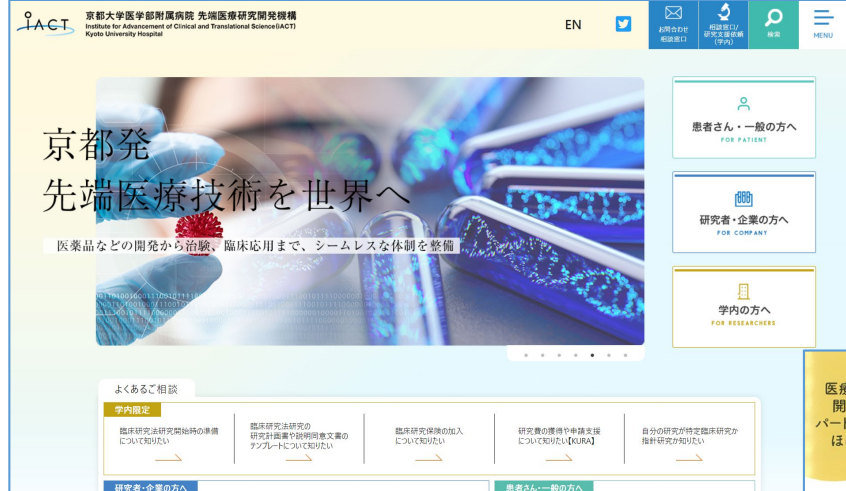 iACT
京都大学医学部附属病院 先端医療研究開発機構
Institute for Advancement of Clinical and Translational Science(iACT)
Kyoto University Hospital
EN
お問合わせ
相談窓口
相談窓口/
研究支援依頼
(学内)
検索
MENU
京都発
先端医療技術を世界へ
医薬品などの開発から治験、臨床応用まで、シームレスな体制を整備
患者さん・一般の方へ
FOR PATIENT
研究者・企業の方へ
FOR COMPANY
学内の方へ
FOR RESEARCHERS
よくあるご相談
学内限定
臨床研究法研究開始時の準備
について知りたい
臨床研究法研究の
研究計画書や説明同意文書の
テンプレートについて知りたい
臨床研究保険の加入
について知りたい
研究費の獲得や申請支援
について知りたい【KURA】
自分の研究が特定臨床研究か
指針研究か知りたい
研究者・企業の方へ
患者さん・一般の方へ